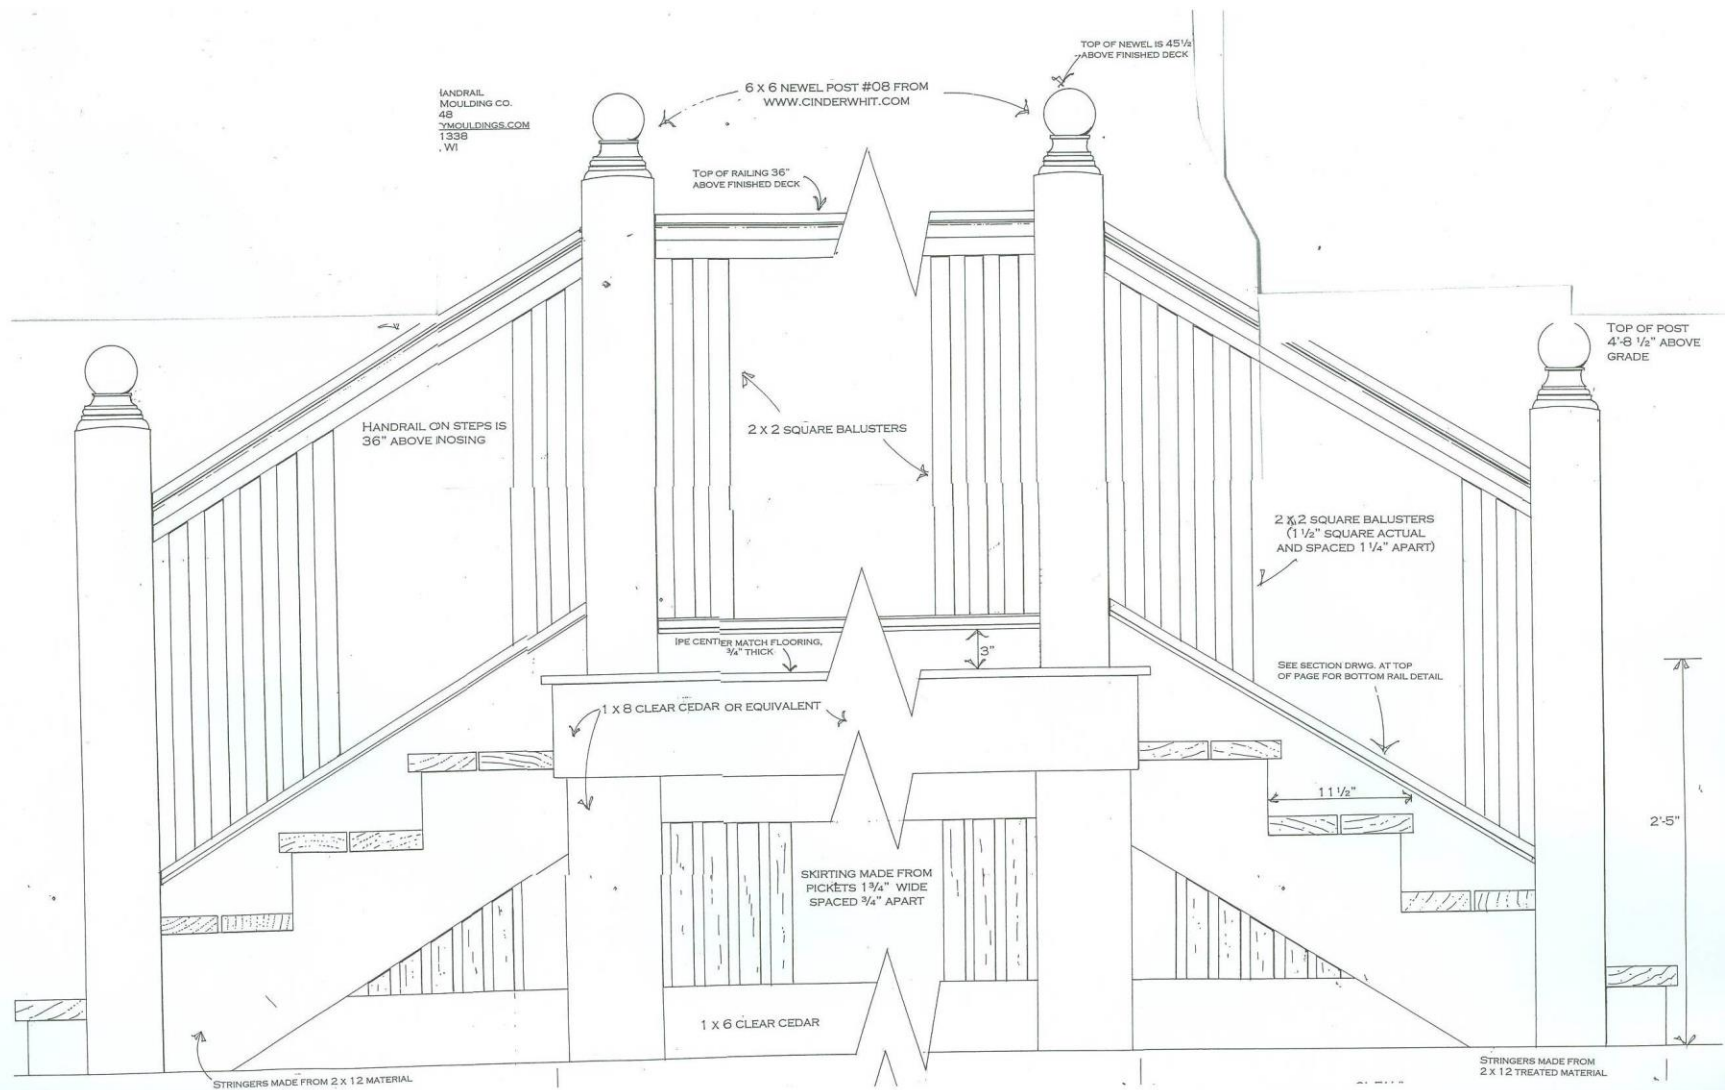 TOP OF NEWEL IS 45½
ABOVE FINISHED DECK
6 X 6 NEWEL POST #08 FROM
WWW.CINDERWHIT.COM
IANDRAIL
MOULDING CO.
48
YMOULDINGS.COM
1338
, WI
TOP OF RAILING 36"
ABOVE FINISHED DECK
TOP OF POST
4'-8 ½" ABOVE
GRADE
HANDRAIL ON STEPS IS
36" ABOVE NOSING
2 X 2 SQUARE BALUSTERS
2 X 2 SQUARE BALUSTERS
(1 ½" SQUARE ACTUAL
AND SPACED 1 ¼" APART)
IPE CENTER MATCH FLOORING,
¾" THICK
3"
SEE SECTION DRWG. AT TOP
OF PAGE FOR BOTTOM RAIL DETAIL
1 X 8 CLEAR CEDAR OR EQUIVALENT
11 ½"
2'-5"
SKIRTING MADE FROM
PICKETS 1 ¾" WIDE
SPACED ¾" APART
1 X 6 CLEAR CEDAR
STRINGERS MADE FROM 2 X 12 MATERIAL
STRINGERS MADE FROM
2 X 12 TREATED MATERIAL